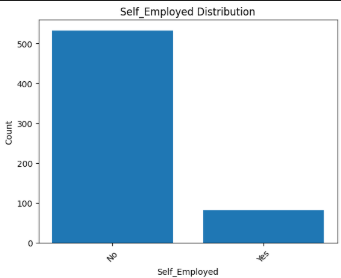 Self_Employed Distribution
500
400
300
200
100
0
Count
No
Yes
Self_Employed